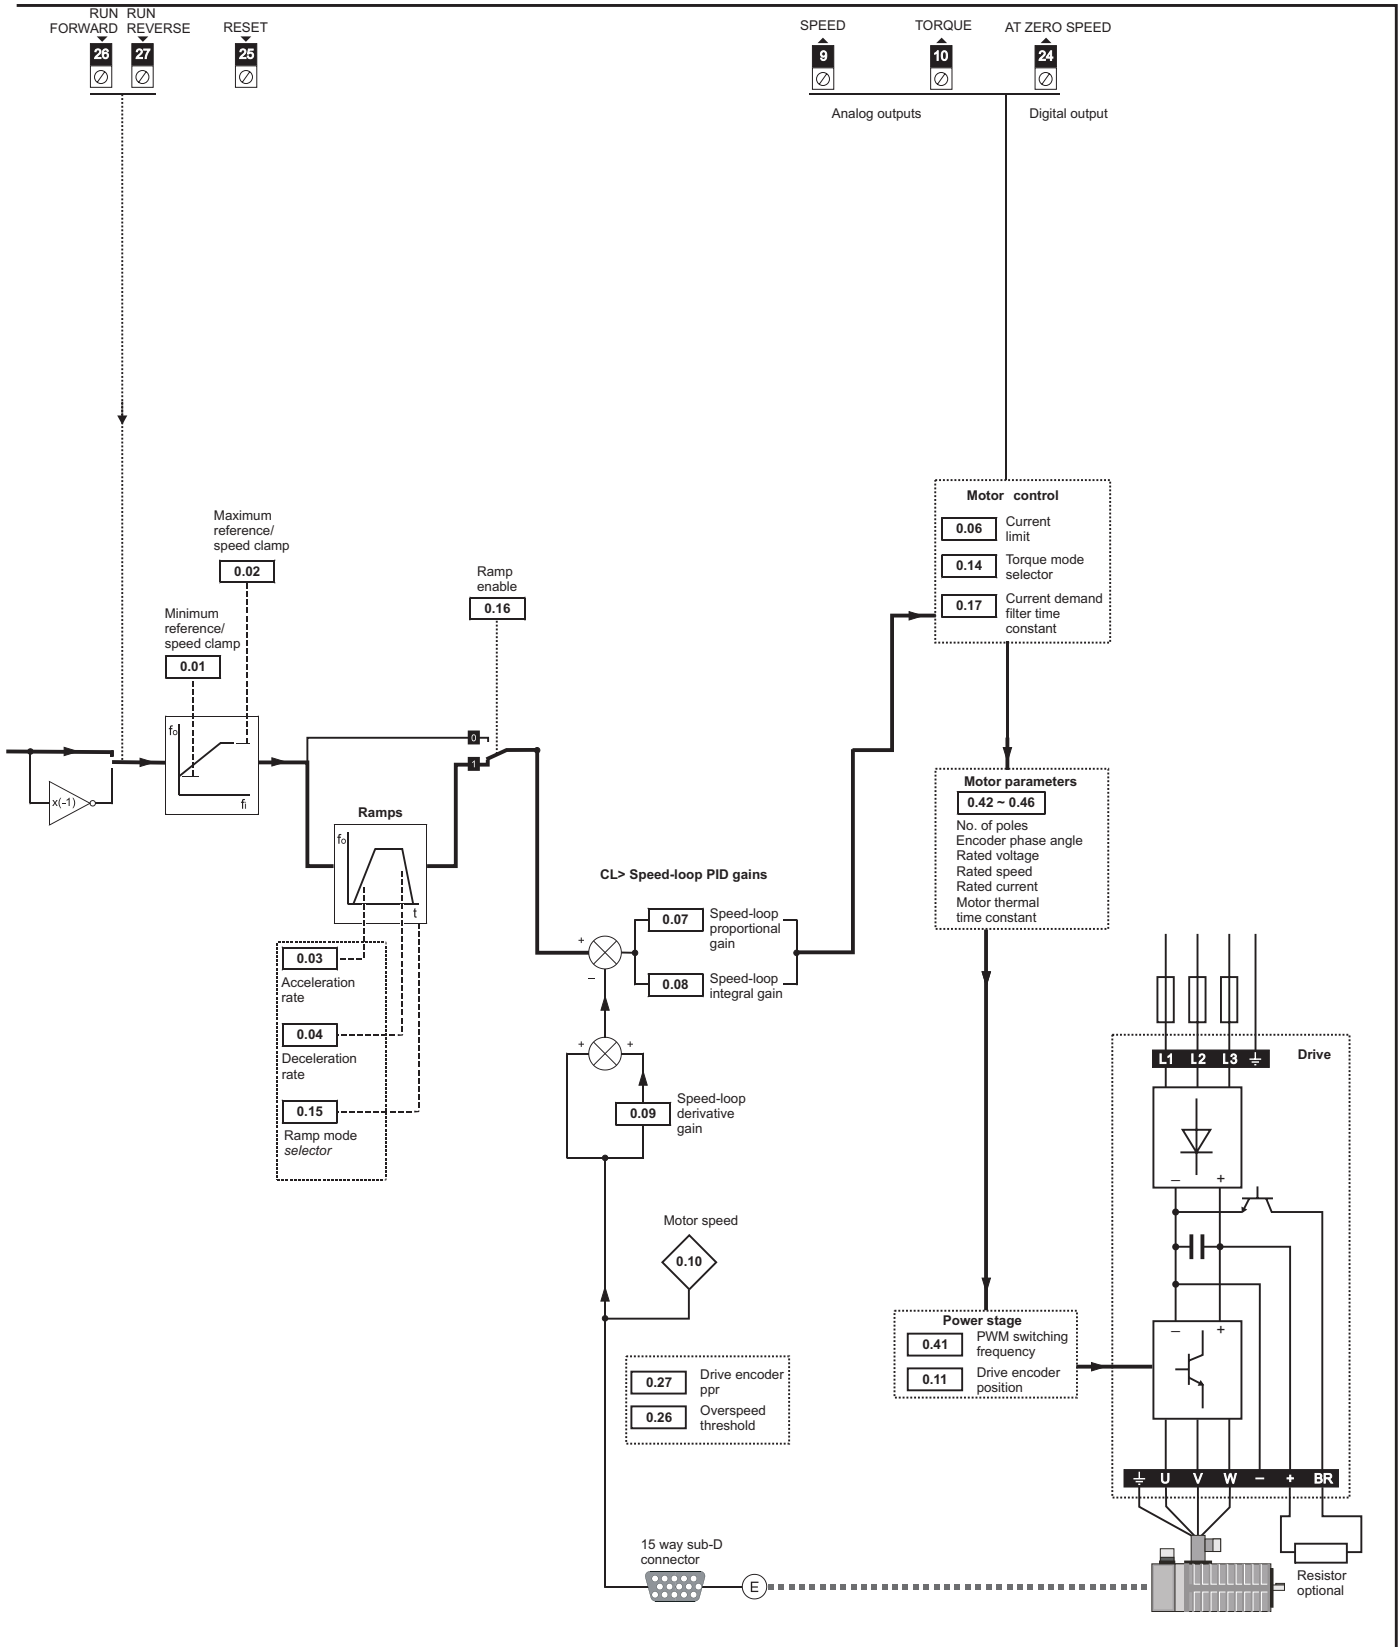 RUN
FORWARD
RUN
REVERSE
RESET
26
27
25
SPEED
TORQUE
AT ZERO SPEED
9
10
24
Analog outputs
Digital output
Maximum
reference/
speed clamp
0.02
Minimum
reference/
speed clamp
0.01
Ramp
enable
0.16
Motor control
0.06
Current
limit
0.14
Torque mode
selector
0.17
Current demand
filter time
constant
fo
fi
x(-1)
0
1
Ramps
fo
t
Motor parameters
0.42 ~ 0.46
No. of poles
Encoder phase angle
Rated voltage
Rated speed
Rated current
Motor thermal
time constant
CL> Speed-loop PID gains
0.07
Speed-loop
proportional
gain
0.08
Speed-loop
integral gain
+
–
0.03
Acceleration
rate
0.04
Deceleration
rate
0.15
Ramp mode
selector
+
+
0.09
Speed-loop
derivative
gain
Motor speed
0.10
0.27
Drive encoder
ppr
0.26
Overspeed
threshold
Power stage
0.41
PWM switching
frequency
0.11
Drive encoder
position
L1 L2 L3
Drive
– +
– +
U V W – + BR
15 way sub-D
connector
E
Resistor
optional